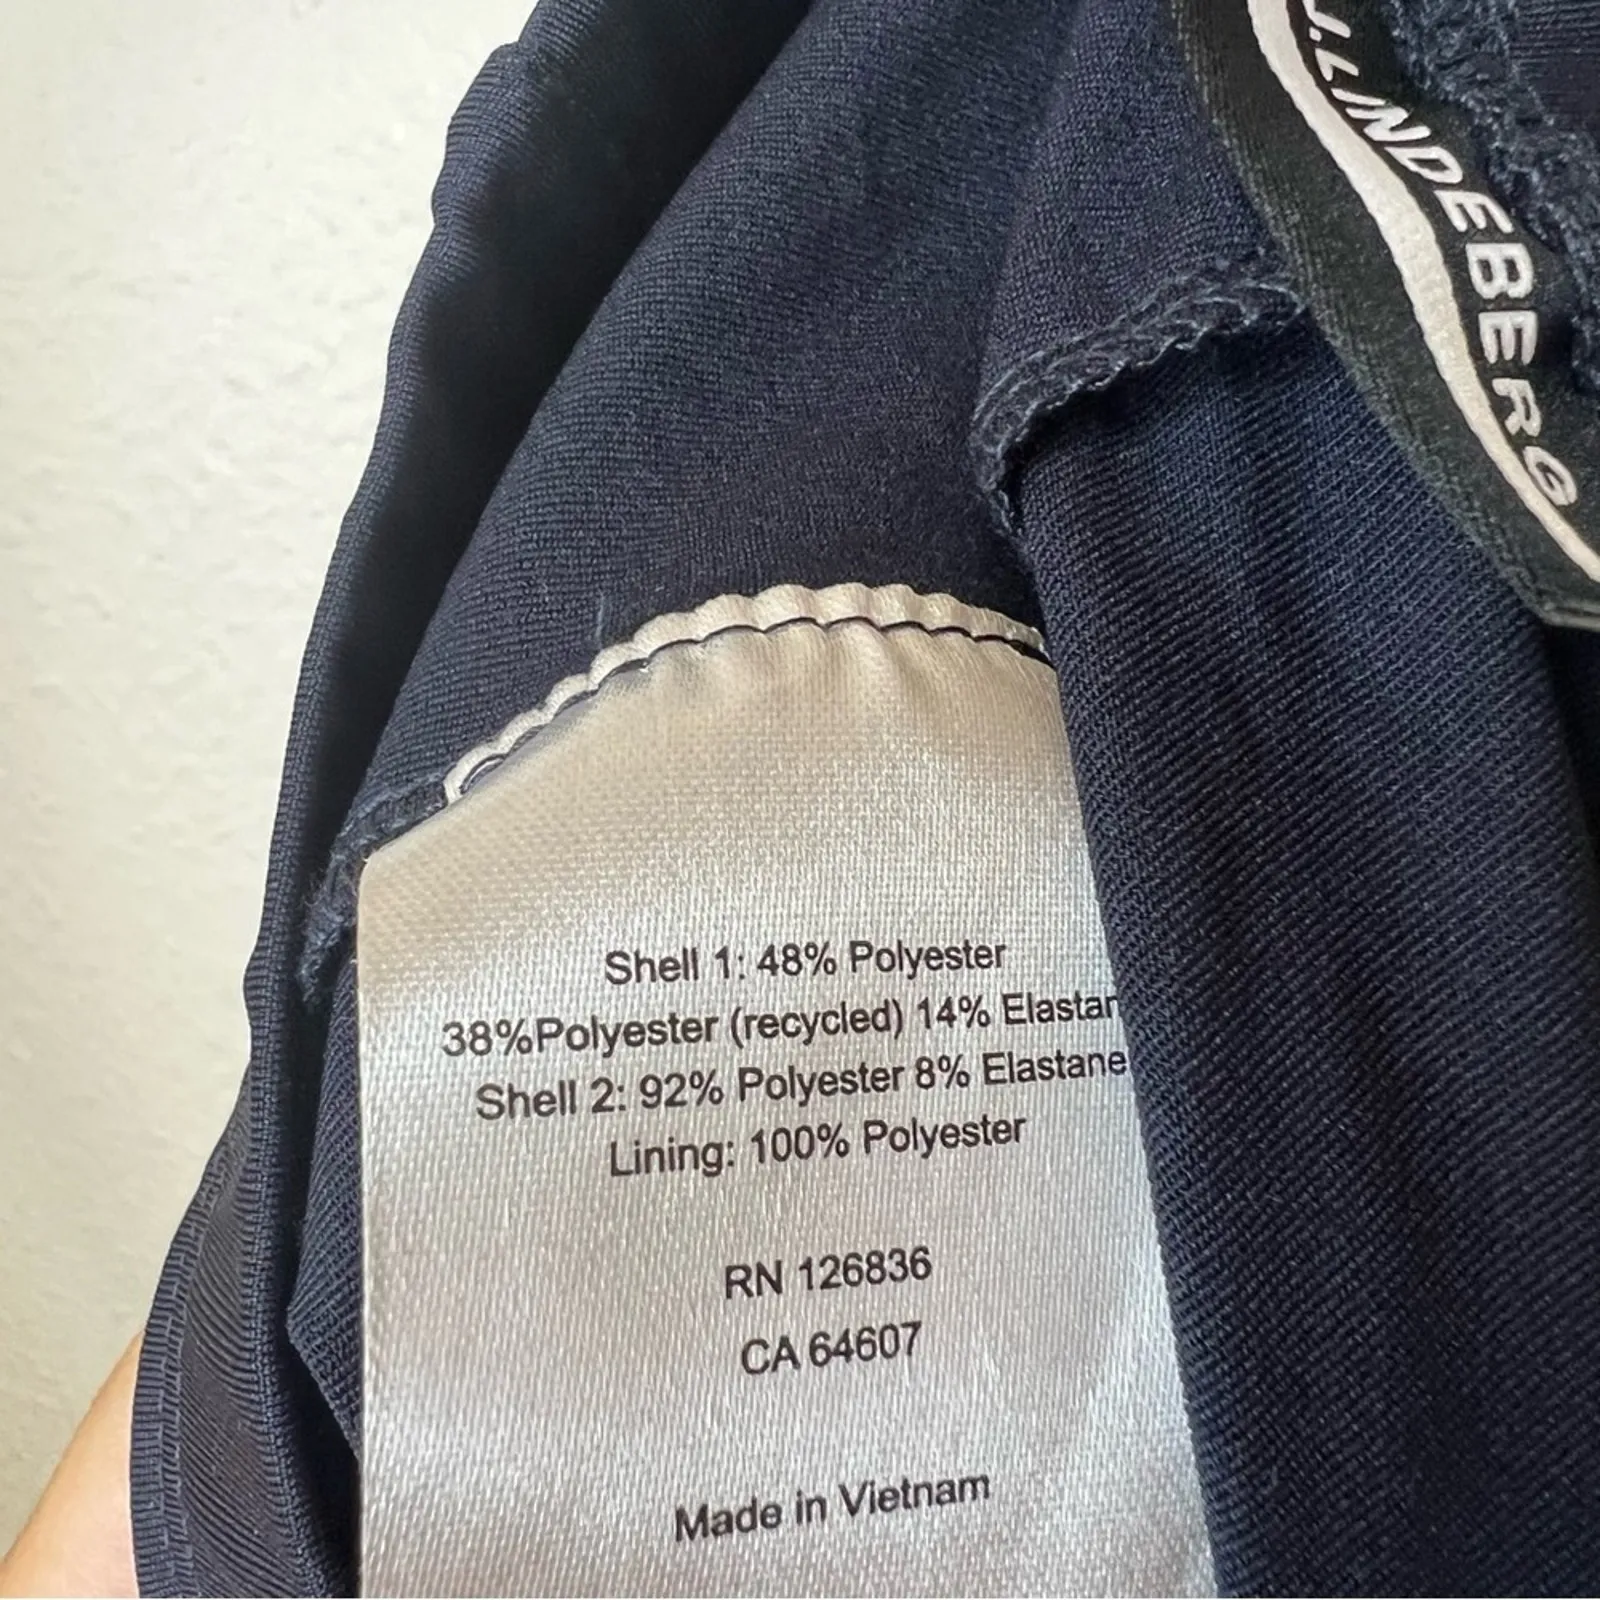 J.LINDEBERG
Shell 1: 48% Polyester
38%Polyester (recycled) 14% Elastan
Shell 2: 92% Polyester 8% Elastane
Lining: 100% Polyester
RN 126836
CA 64607
Made in Vietnam